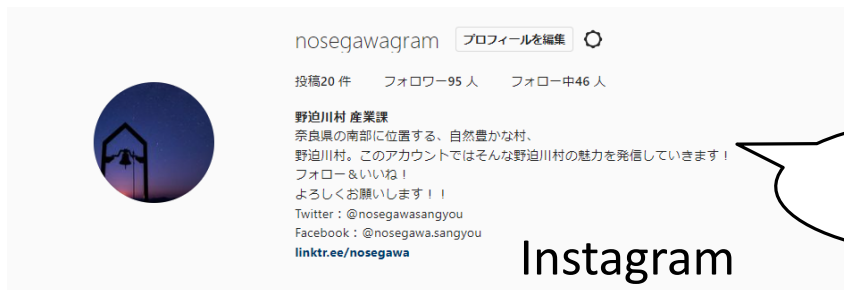 nosegawagram プロフィールを編集
投稿20 件 フォロワー95 人 フォロー中46 人
野迫川村 産業課
奈良県の南部に位置する、自然豊かな村、
野迫川村。このアカウントではそんな野迫川村の魅力を発信していきます!
フォロー＆いいね!
よろしくお願いします!!
Twitter：@nosegawasangyou
Facebook：@nosegawa.sangyou
linktr.ee/nosegawa
Instagram